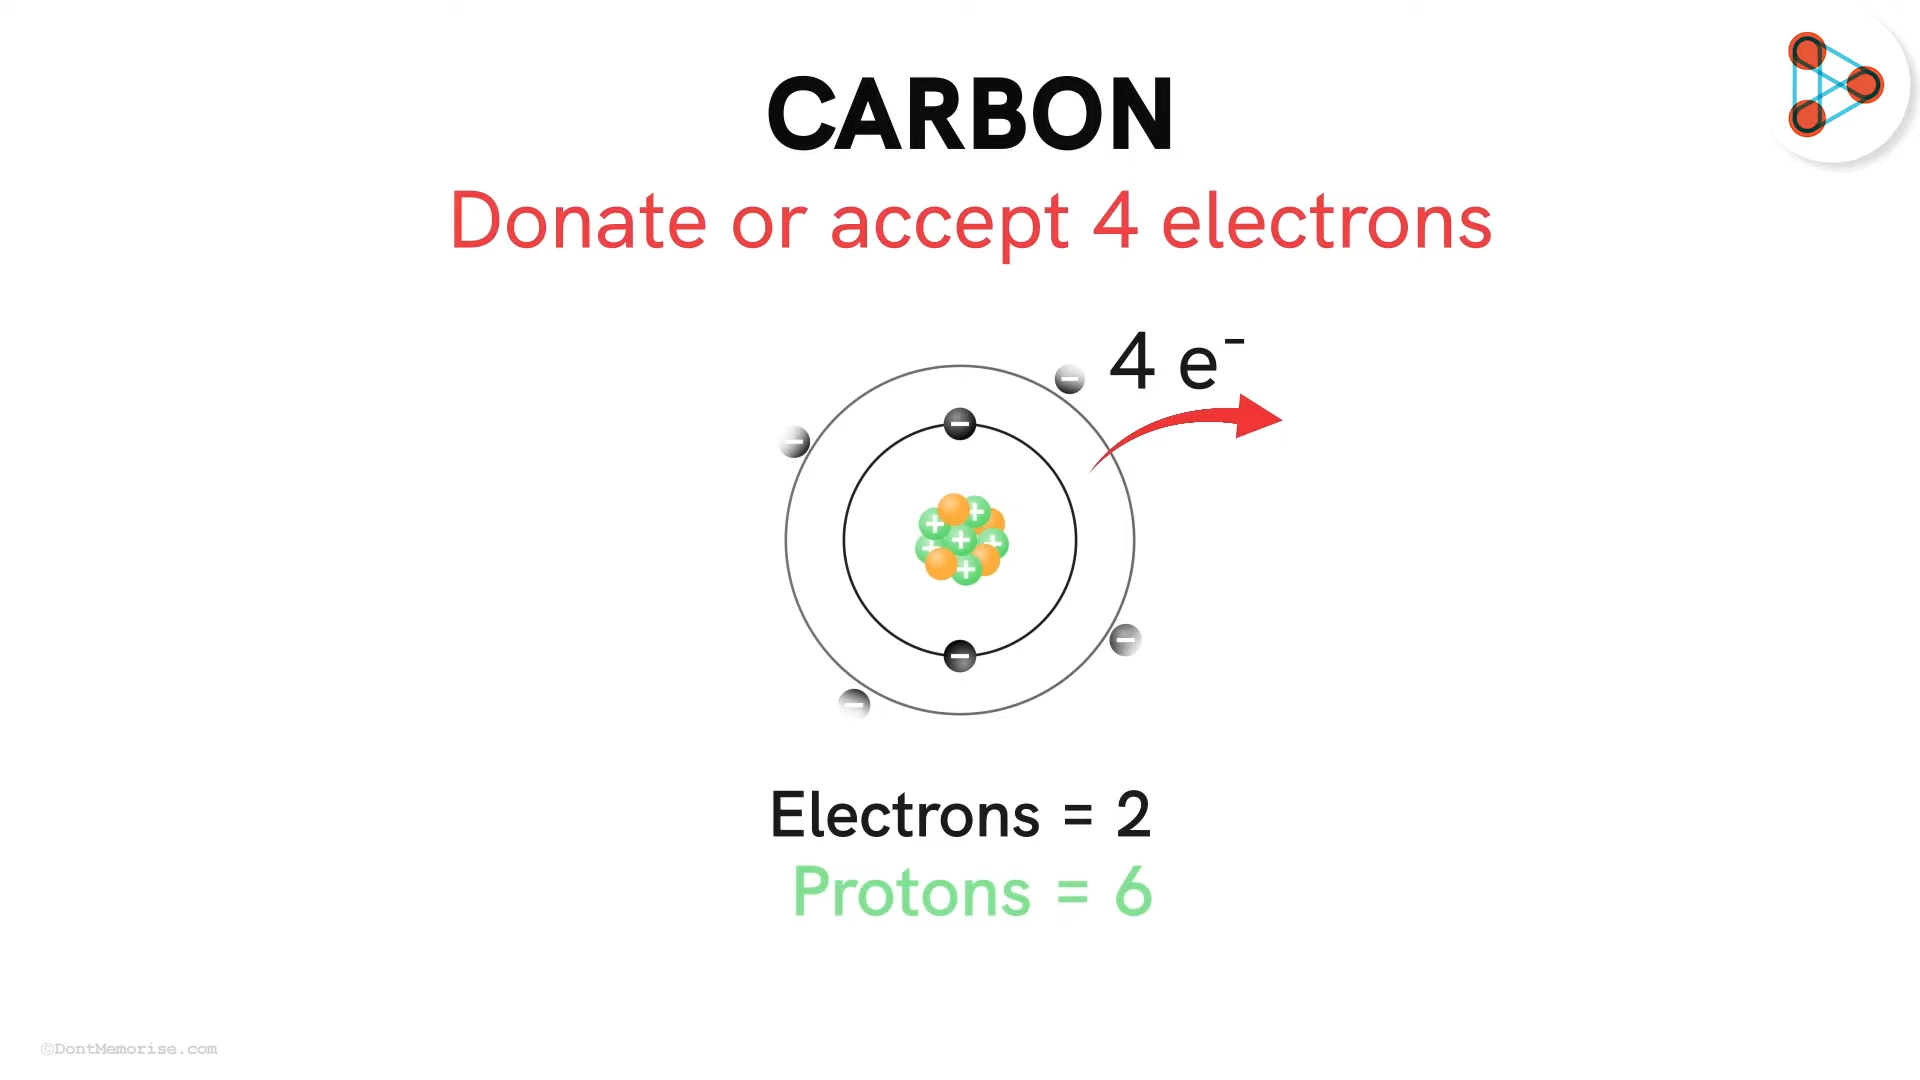 CARBON
Donate or accept 4 electrons
4 e⁻
Electrons = 2
Protons = 6
©DontMemorise.com